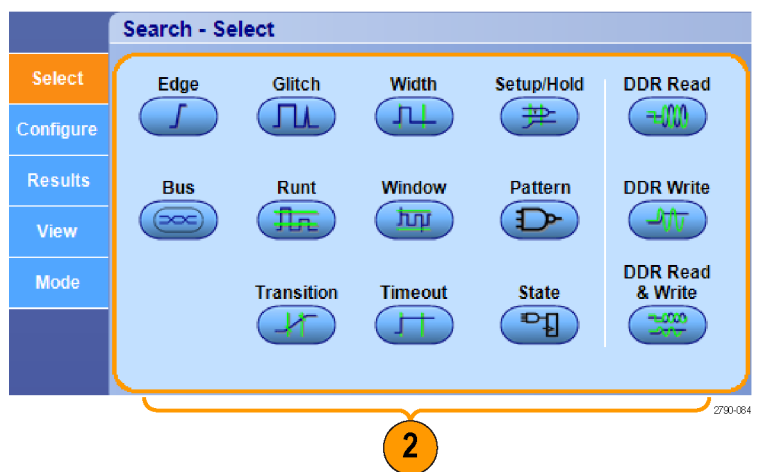 Search - Select
Select
Configure
Results
View
Mode
Edge Glitch Width Setup/Hold DDR Read
Bus Runt Window Pattern DDR Write
Transition Timeout State DDR Read
& Write
2790-084
2